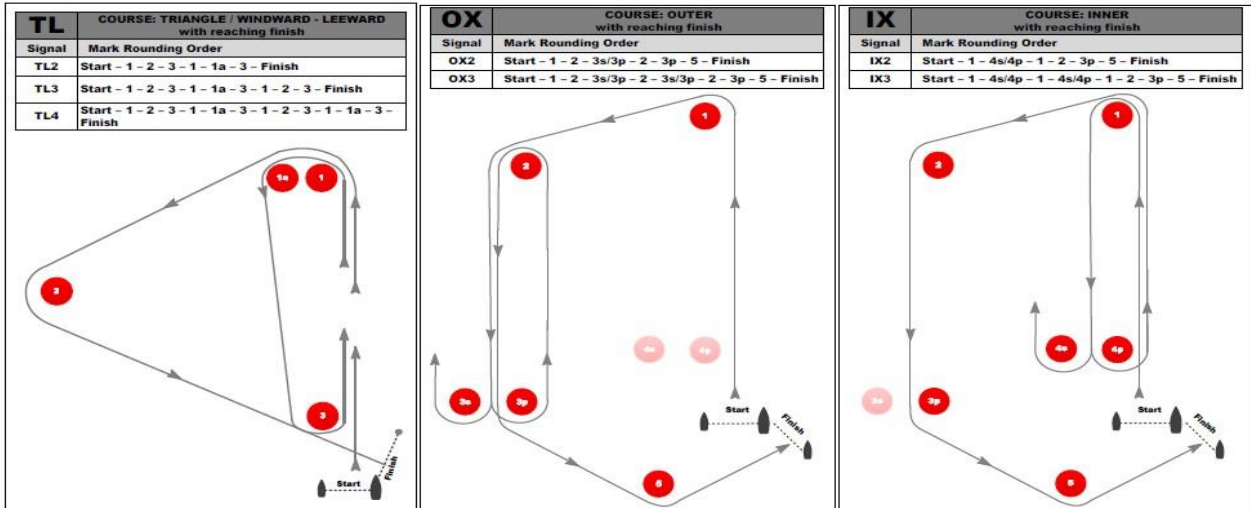 TL
COURSE: TRIANGLE / WINDWARD - LEEWARD
with reaching finish
Signal Mark Rounding Order
TL2 Start – 1 – 2 – 3 – 1 – 1a – 3 – Finish
TL3 Start – 1 – 2 – 3 – 1 – 1a – 3 – 1 – 2 – 3 – Finish
TL4 Start – 1 – 2 – 3 – 1 – 1a – 3 – 1 – 2 – 3 – 1 – 1a – 3 –
Finish
1a 1
2
3
Start
Finish
OX
COURSE: OUTER
with reaching finish
Signal Mark Rounding Order
OX2 Start – 1 – 2 – 3s/3p – 2 – 3p – 5 – Finish
OX3 Start – 1 – 2 – 3s/3p – 2 – 3s/3p – 2 – 3p – 5 – Finish
1
2
4s 4p
3s 3p
Start
Finish
5
IX
COURSE: INNER
with reaching finish
Signal Mark Rounding Order
IX2 Start – 1 – 4s/4p – 1 – 2 – 3p – 5 – Finish
IX3 Start – 1 – 4s/4p – 1 – 4s/4p – 1 – 2 – 3p – 5 – Finish
1
2
4s 4p
3s 3p
Start
Finish
5